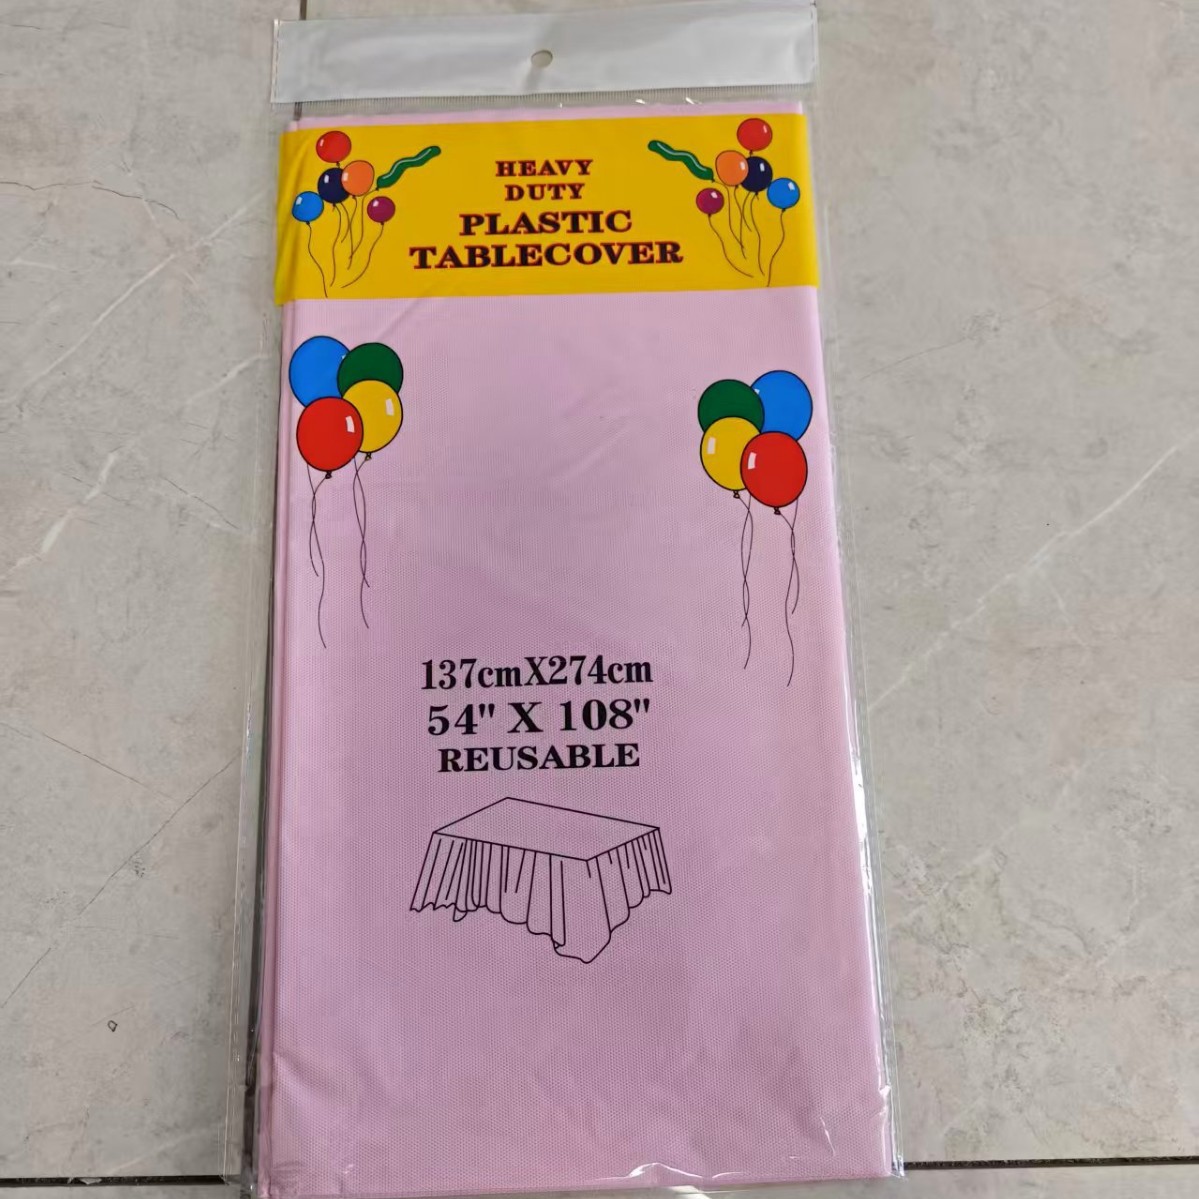 HEAVY
DUTY
PLASTIC
TABLECOVER
137cmX274cm
54" X 108"
REUSABLE